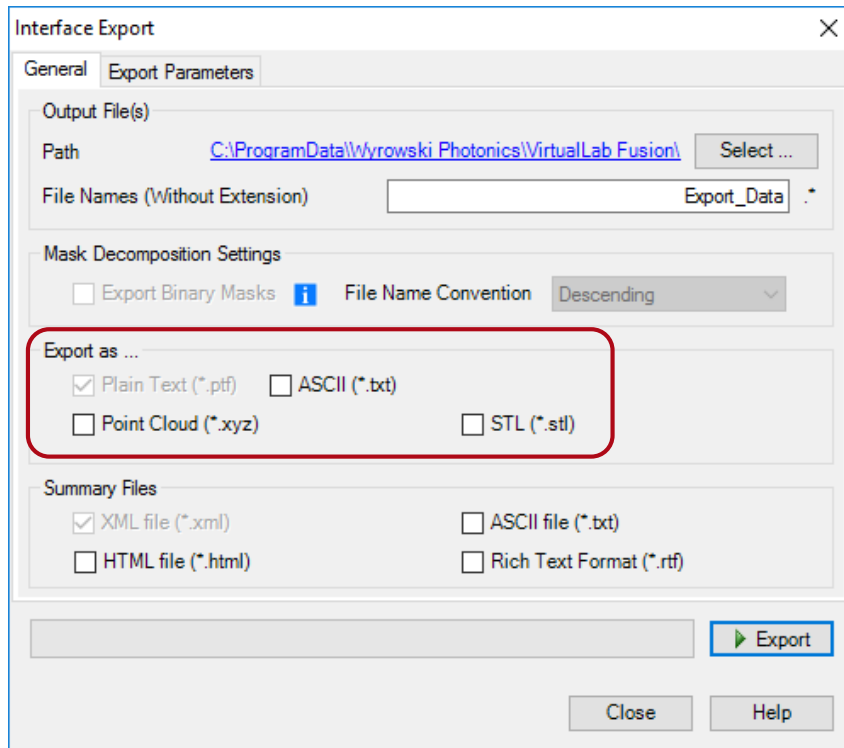 Interface Export
General Export Parameters
Output File(s)
Path C:\ProgramData\Wyrowski Photonics\VirtualLab Fusion\ Select ...
File Names (Without Extension) Export_Data .*
Mask Decomposition Settings
Export Binary Masks i File Name Convention Descending
Export as ...
Plain Text (*.ptf) ASCII (*.txt)
Point Cloud (*.xyz) STL (*.stl)
Summary Files
XML file (*.xml) ASCII file (*.txt)
HTML file (*.html) Rich Text Format (*.rtf)
Export
Close Help